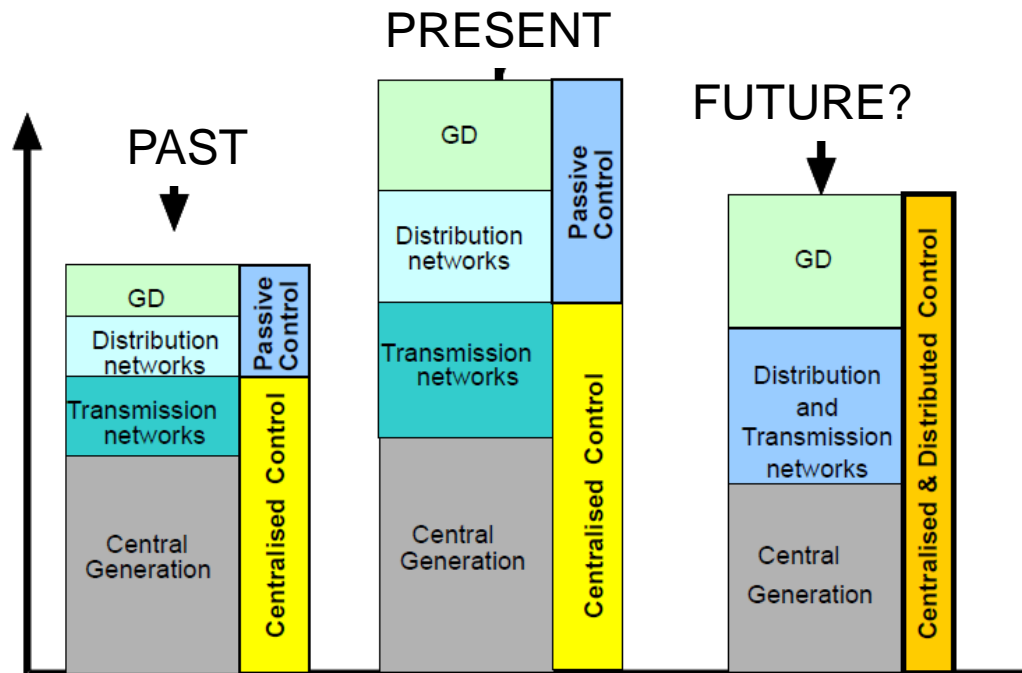 PAST
GD
Distribution
networks
Transmission
networks
Central
Generation
Passive
Control
Centralised Control
PRESENT
GD
Distribution
networks
Transmission
networks
Central
Generation
Passive
Control
Centralised Control
FUTURE?
GD
Distribution
and
Transmission
networks
Central
Generation
Centralised & Distributed Control